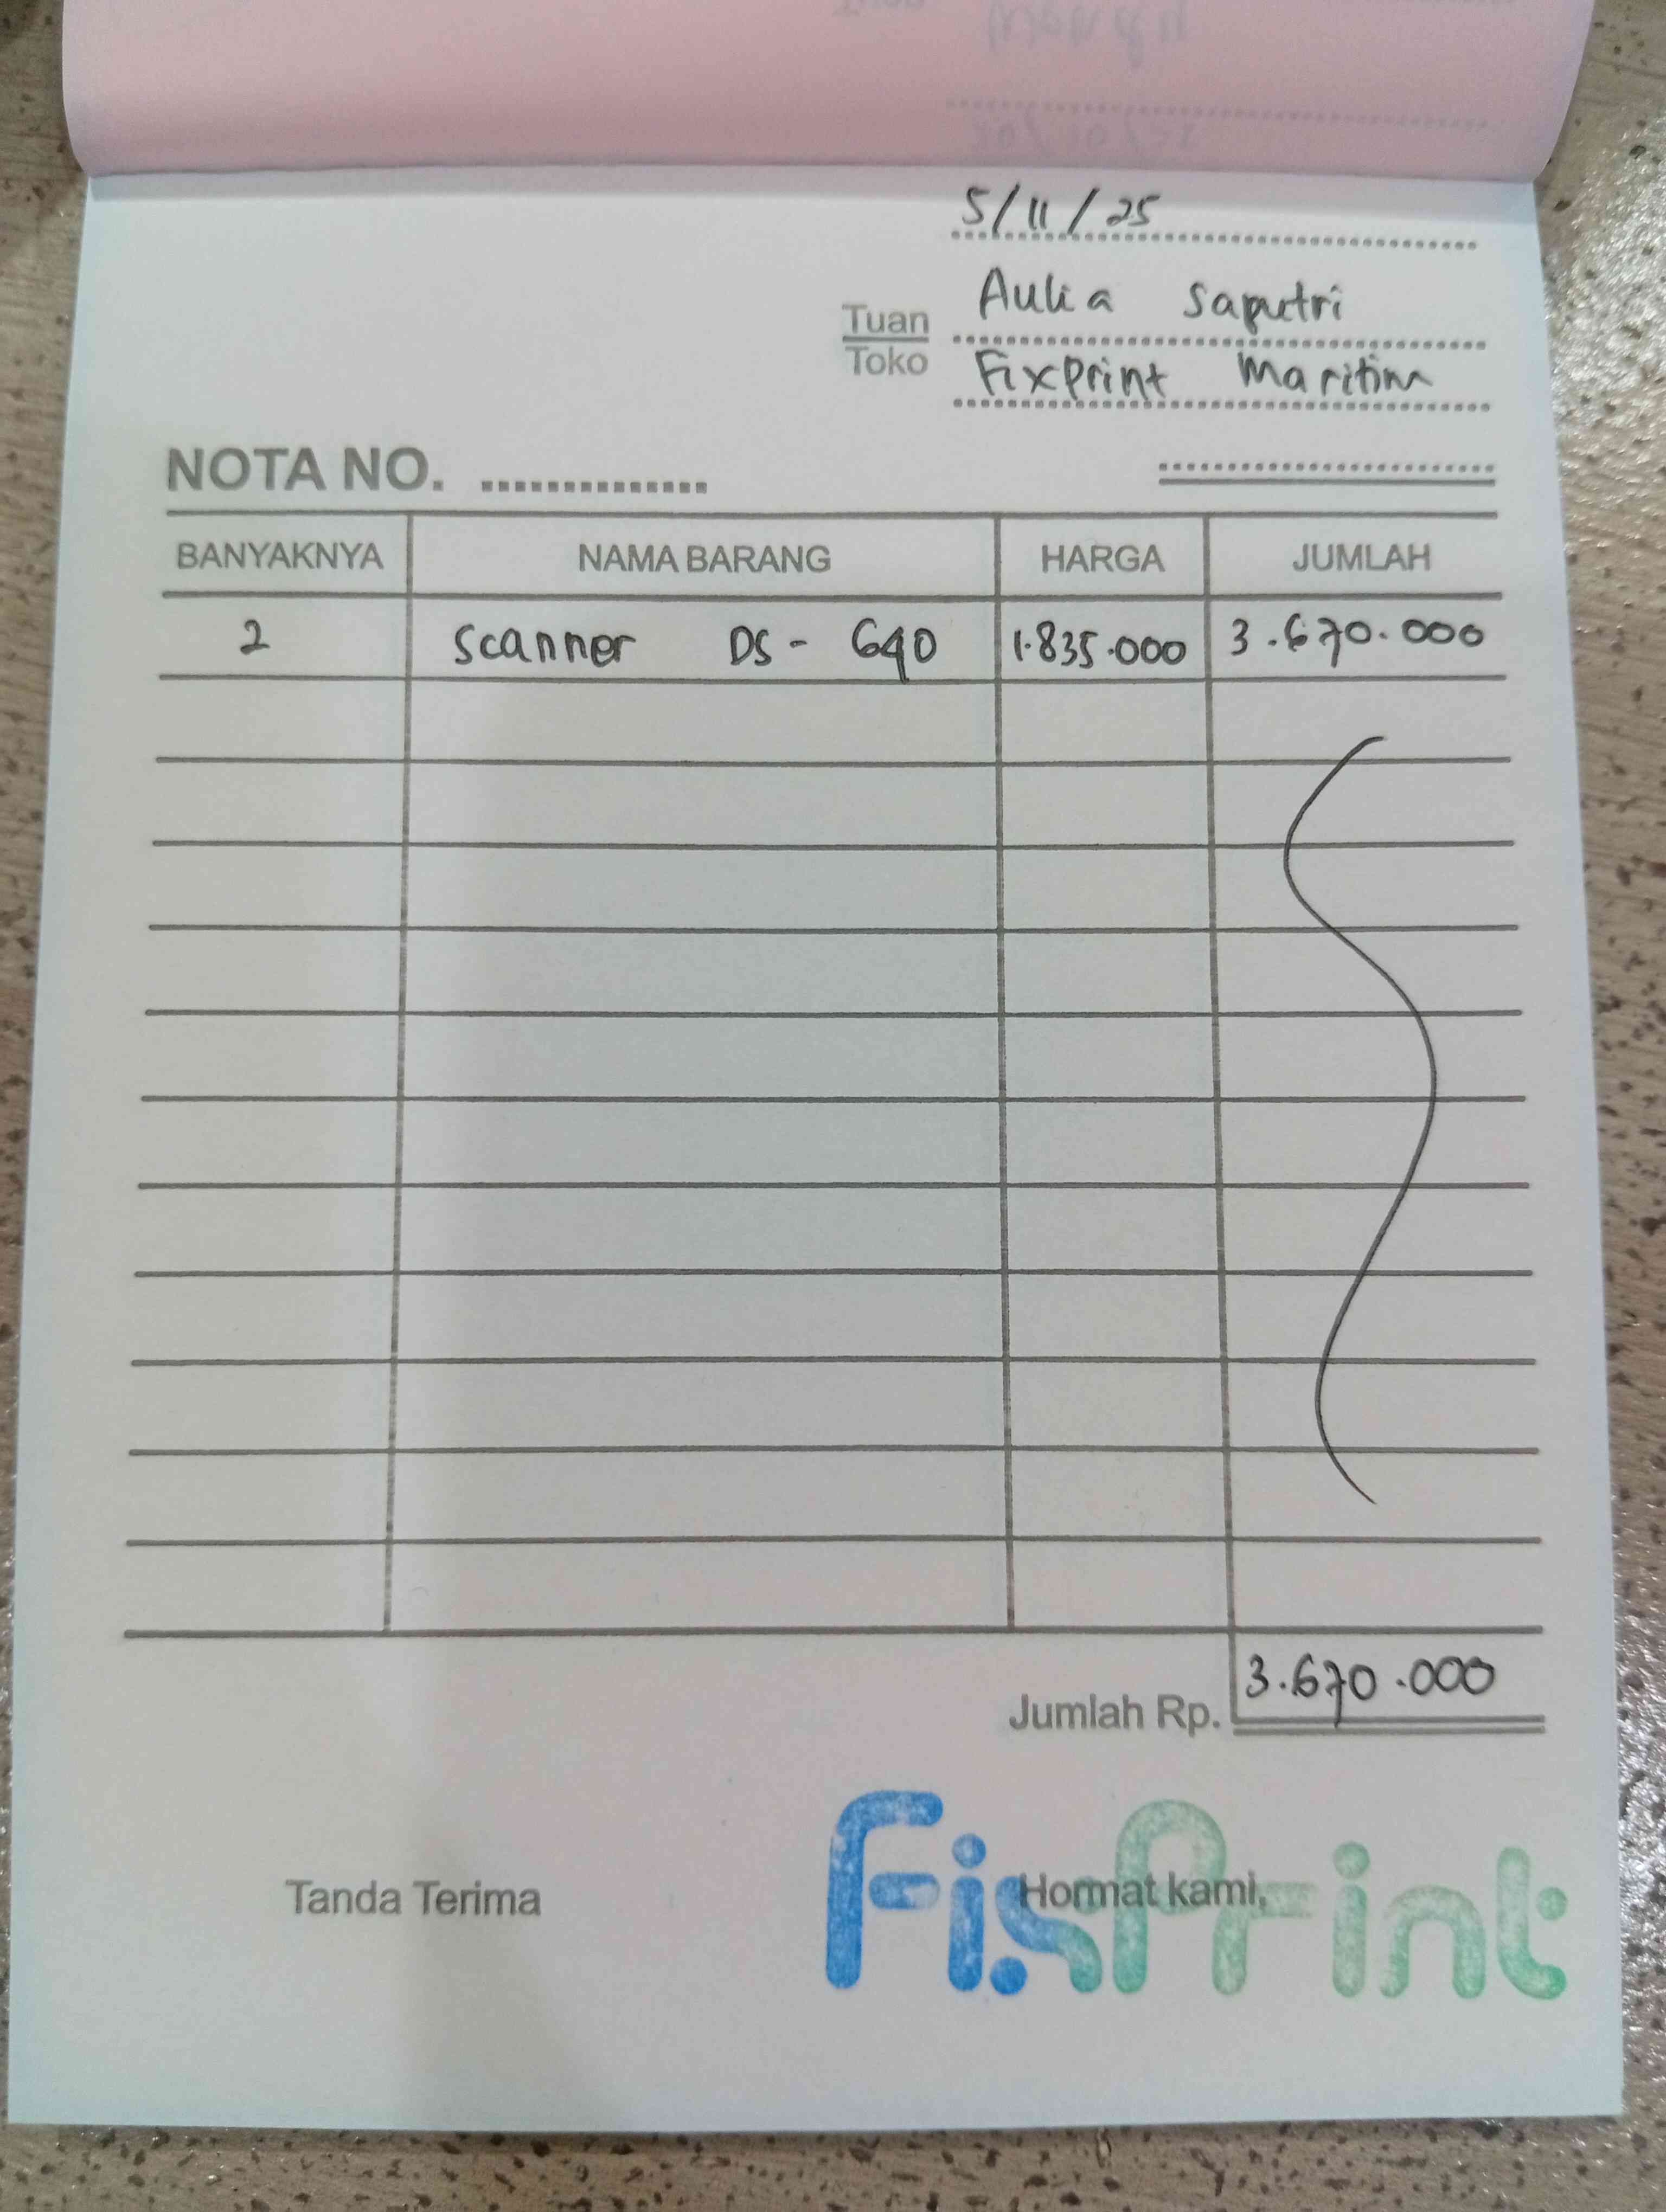 5/11/25
Tuan Aulia Saputri
Toko Fixprint Maritim
NOTA NO. ...............
BANYAKNYA NAMA BARANG HARGA JUMLAH
2 Scanner DS - 640 1.835.000 3.670.000
Jumlah Rp. 3.670.000
Tanda Terima Hormat kami,
FisPrint